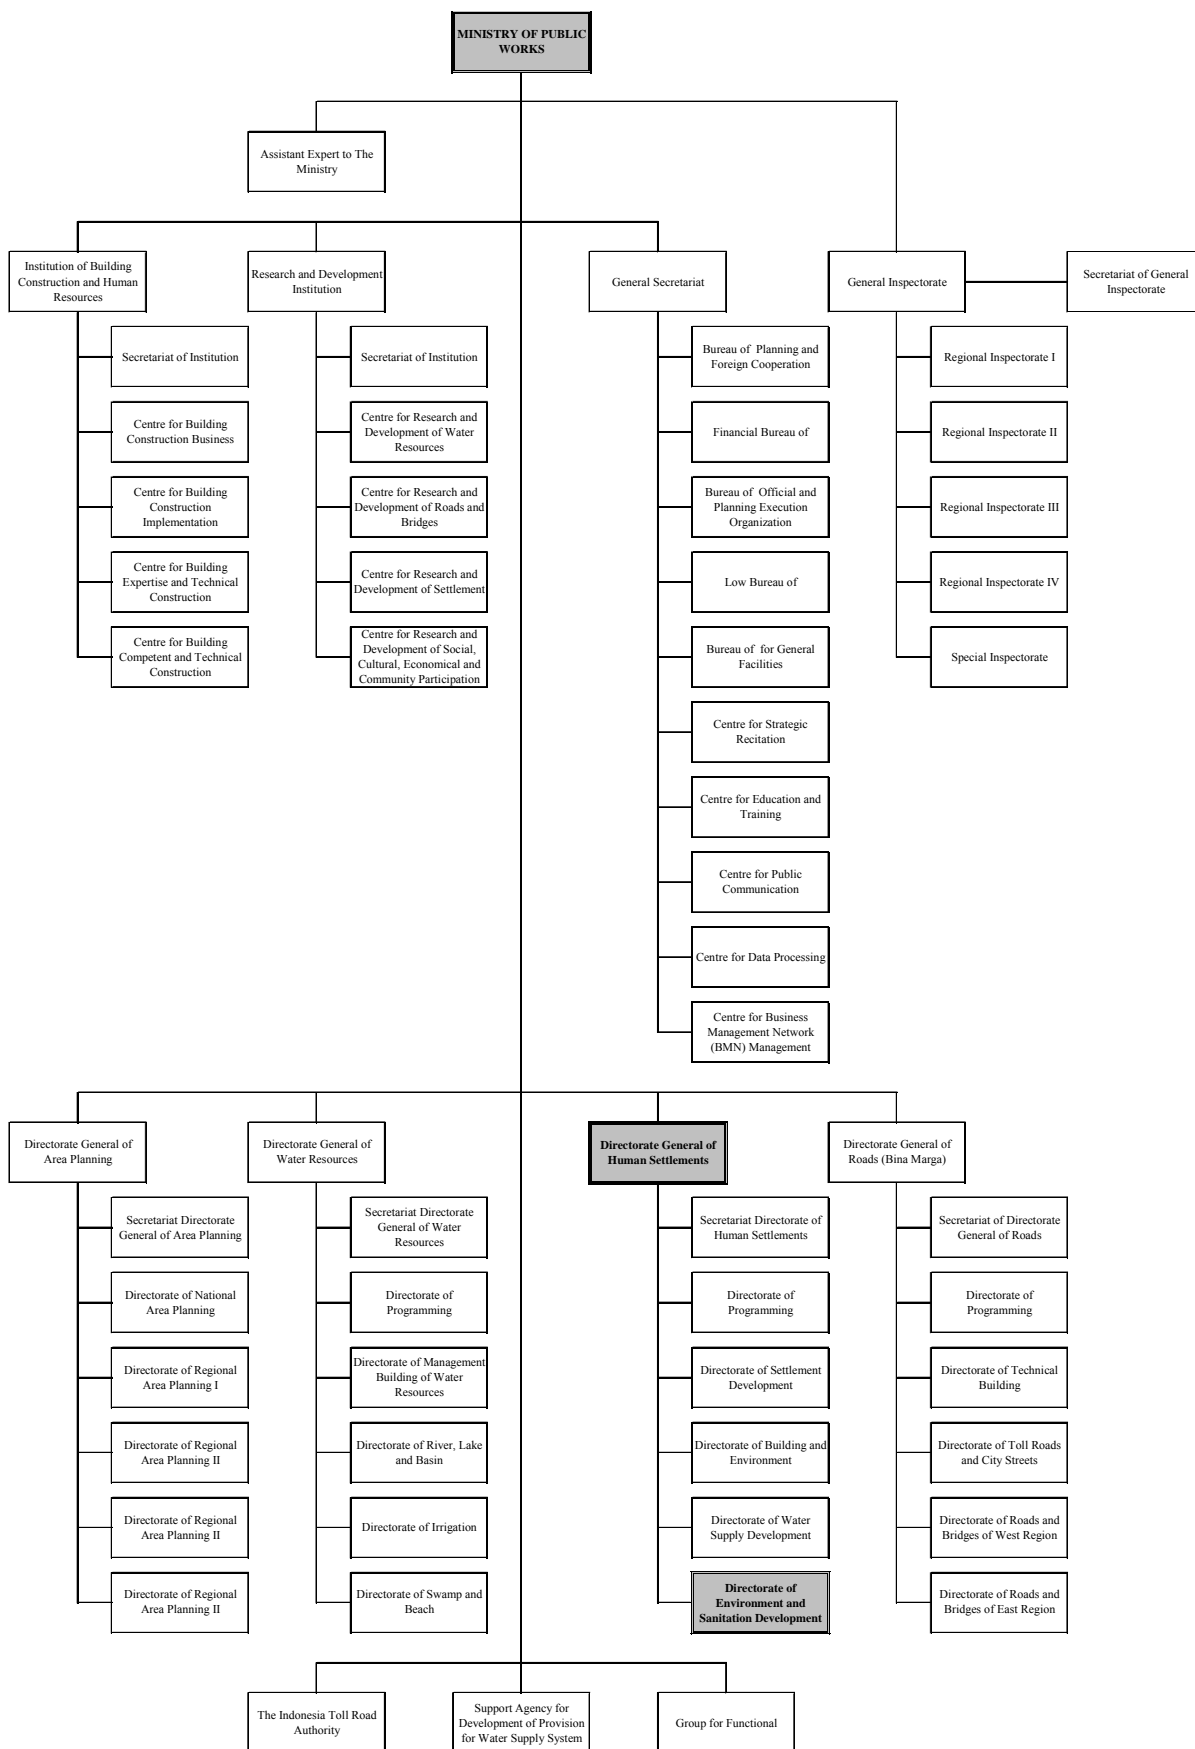 MINISTRY OF PUBLIC
WORKS
Assistant Expert to The
Ministry
Institution of Building
Construction and Human
Resources
Research and Development
Institution
General Secretariat
General Inspectorate
Secretariat of General
Inspectorate
Secretariat of Institution
Centre for Building
Construction Business
Centre for Building
Construction
Implementation
Centre for Building
Expertise and Technical
Construction
Centre for Building
Competent and Technical
Construction
Secretariat of Institution
Centre for Research and
Development of Water
Resources
Centre for Research and
Development of Roads and
Bridges
Centre for Research and
Development of Settlement
Centre for Research and
Development of Social,
Cultural, Economical and
Community Participation
Bureau of Planning and
Foreign Cooperation
Financial Bureau of
Bureau of Official and
Planning Execution
Organization
Low Bureau of
Bureau of for General
Facilities
Centre for Strategic
Recitation
Centre for Education and
Training
Centre for Public
Communication
Centre for Data Processing
Centre for Business
Management Network
(BMN) Management
Regional Inspectorate I
Regional Inspectorate II
Regional Inspectorate III
Regional Inspectorate IV
Special Inspectorate
Directorate General of
Area Planning
Directorate General of
Water Resources
Directorate General of
Human Settlements
Directorate General of
Roads (Bina Marga)
Secretariat Directorate
General of Area Planning
Directorate of National
Area Planning
Directorate of Regional
Area Planning I
Directorate of Regional
Area Planning II
Directorate of Regional
Area Planning II
Directorate of Regional
Area Planning II
Secretariat Directorate
General of Water
Resources
Directorate of
Programming
Directorate of Management
Building of Water
Resources
Directorate of River, Lake
and Basin
Directorate of Irrigation
Directorate of Swamp and
Beach
Secretariat Directorate of
Human Settlements
Directorate of
Programming
Directorate of Settlement
Development
Directorate of Building and
Environment
Directorate of Water
Supply Development
Directorate of
Environment and
Sanitation Development
Secretariat of Directorate
General of Roads
Directorate of
Programming
Directorate of Technical
Building
Directorate of Toll Roads
and City Streets
Directorate of Roads and
Bridges of West Region
Directorate of Roads and
Bridges of East Region
The Indonesia Toll Road
Authority
Support Agency for
Development of Provision
for Water Supply System
Group for Functional